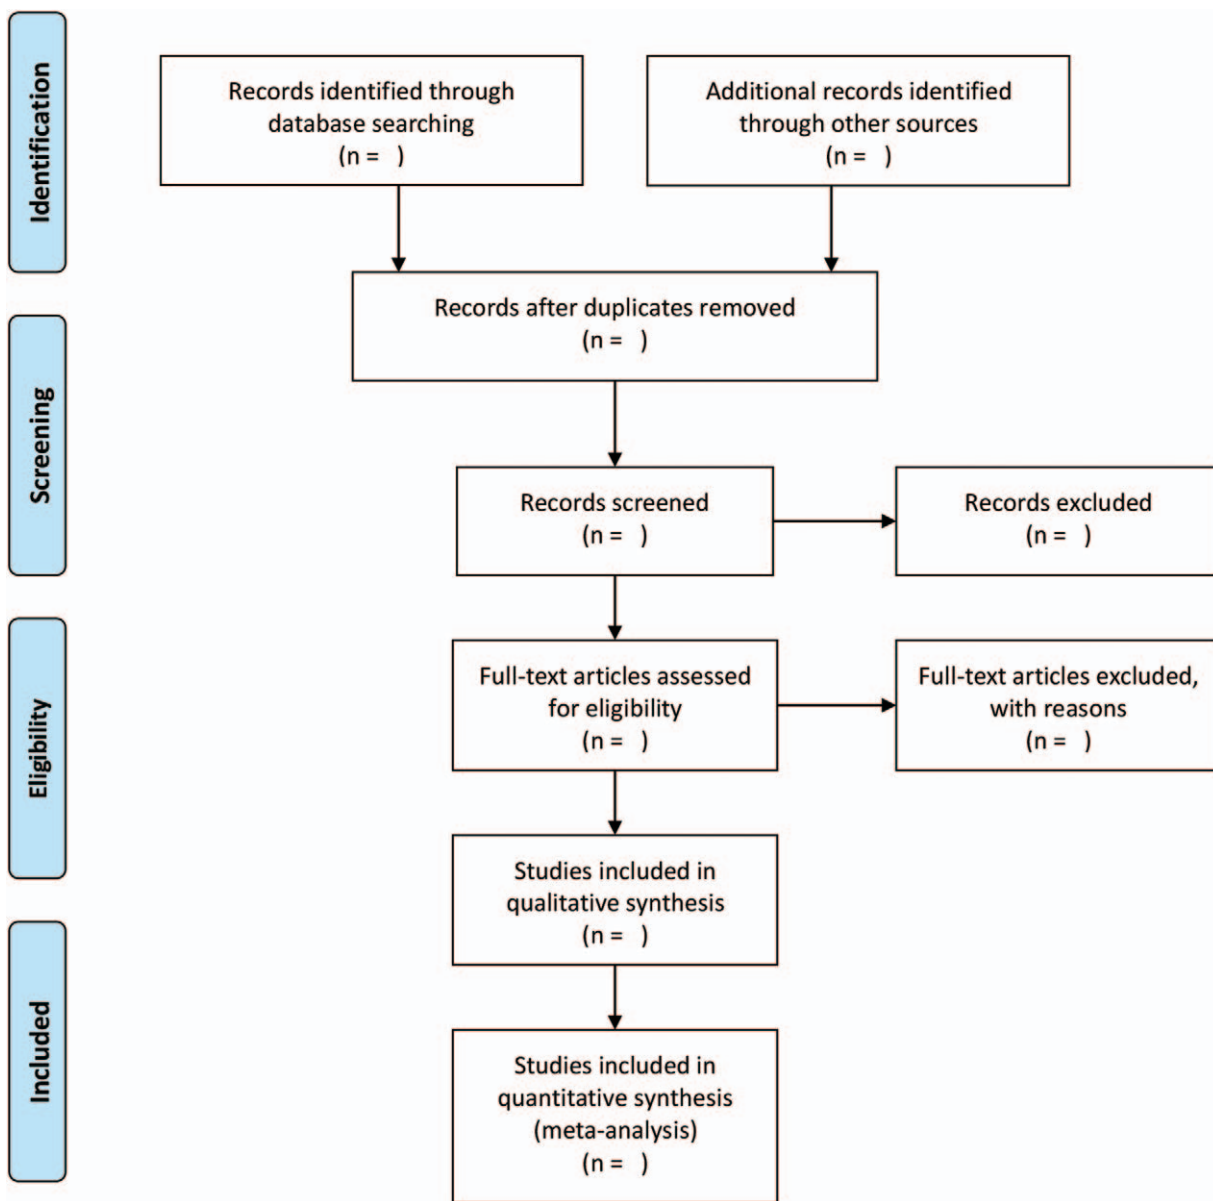 Identification
Records identified through
database searching
(n =   )
Additional records identified
through other sources
(n =   )
Records after duplicates removed
(n =   )
Screening
Records screened
(n =   )
Records excluded
(n =   )
Eligibility
Full-text articles assessed
for eligibility
(n =   )
Full-text articles excluded,
with reasons
(n =   )
Studies included in
qualitative synthesis
(n =   )
Included
Studies included in
quantitative synthesis
(meta-analysis)
(n =   )